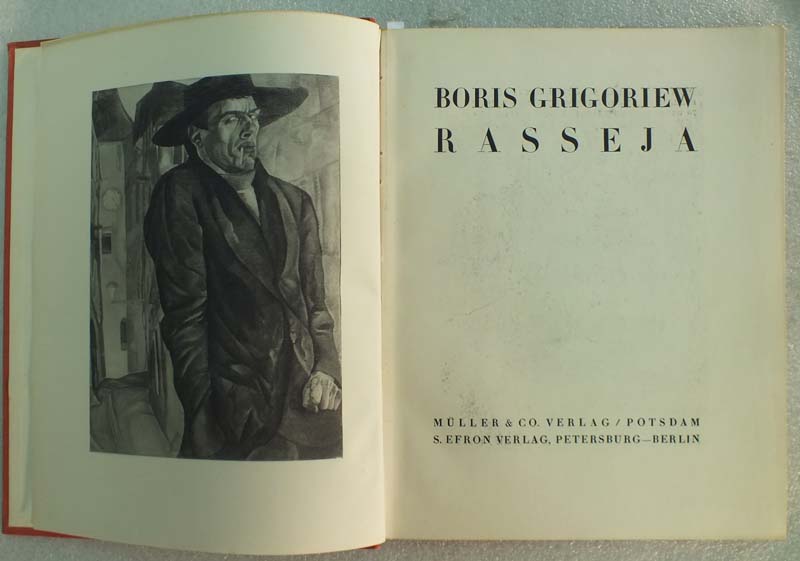 BORIS GRIGORIEW
RASSEJA
MÜLLER & CO. VERLAG / POTSDAM
S. EFRON VERLAG, PETERSBURG—BERLIN